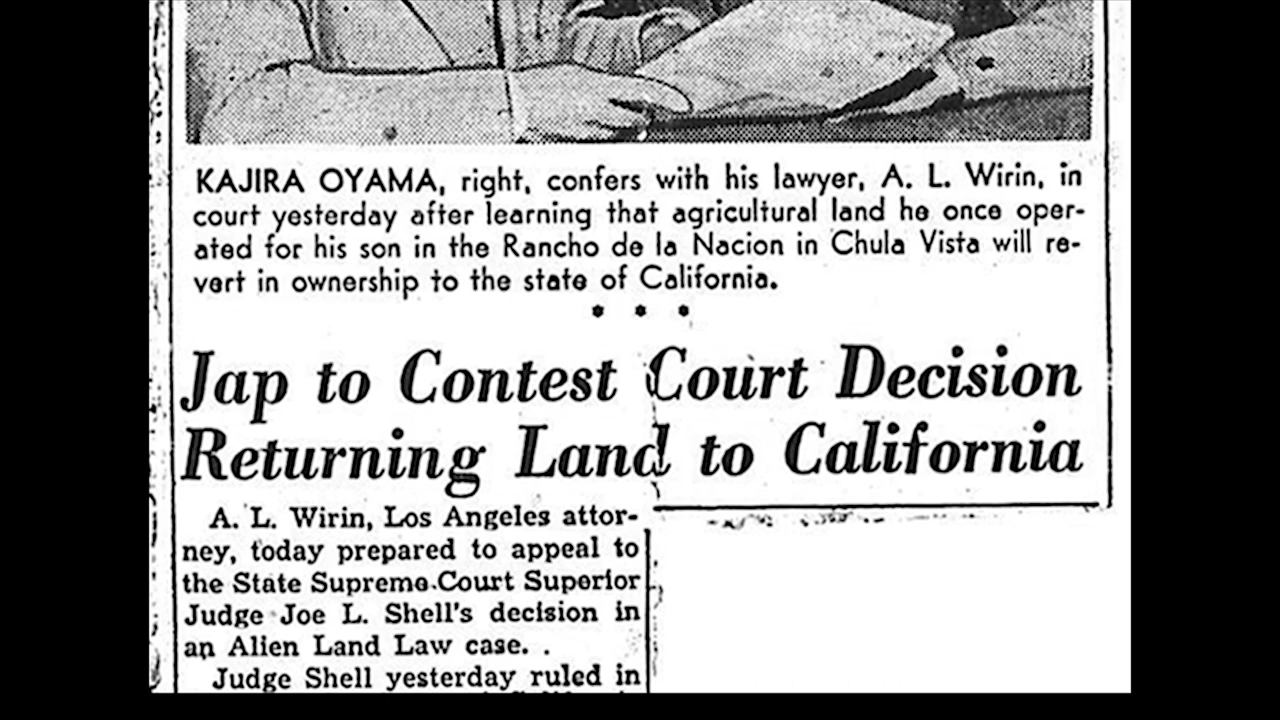 KAJIRA OYAMA, right, confers with his lawyer, A. L. Wirin, in
court yesterday after learning that agricultural land he once oper-
ated for his son in the Rancho de la Nacion in Chula Vista will re-
vert in ownership to the state of California.
* * *
Jap to Contest Court Decision
Returning Land to California
A. L. Wirin, Los Angeles attor-
ney, today prepared to appeal to
the State Supreme Court Superior
Judge Joe L. Shell's decision in
an Alien Land Law case. .
Judge Shell yesterday ruled in